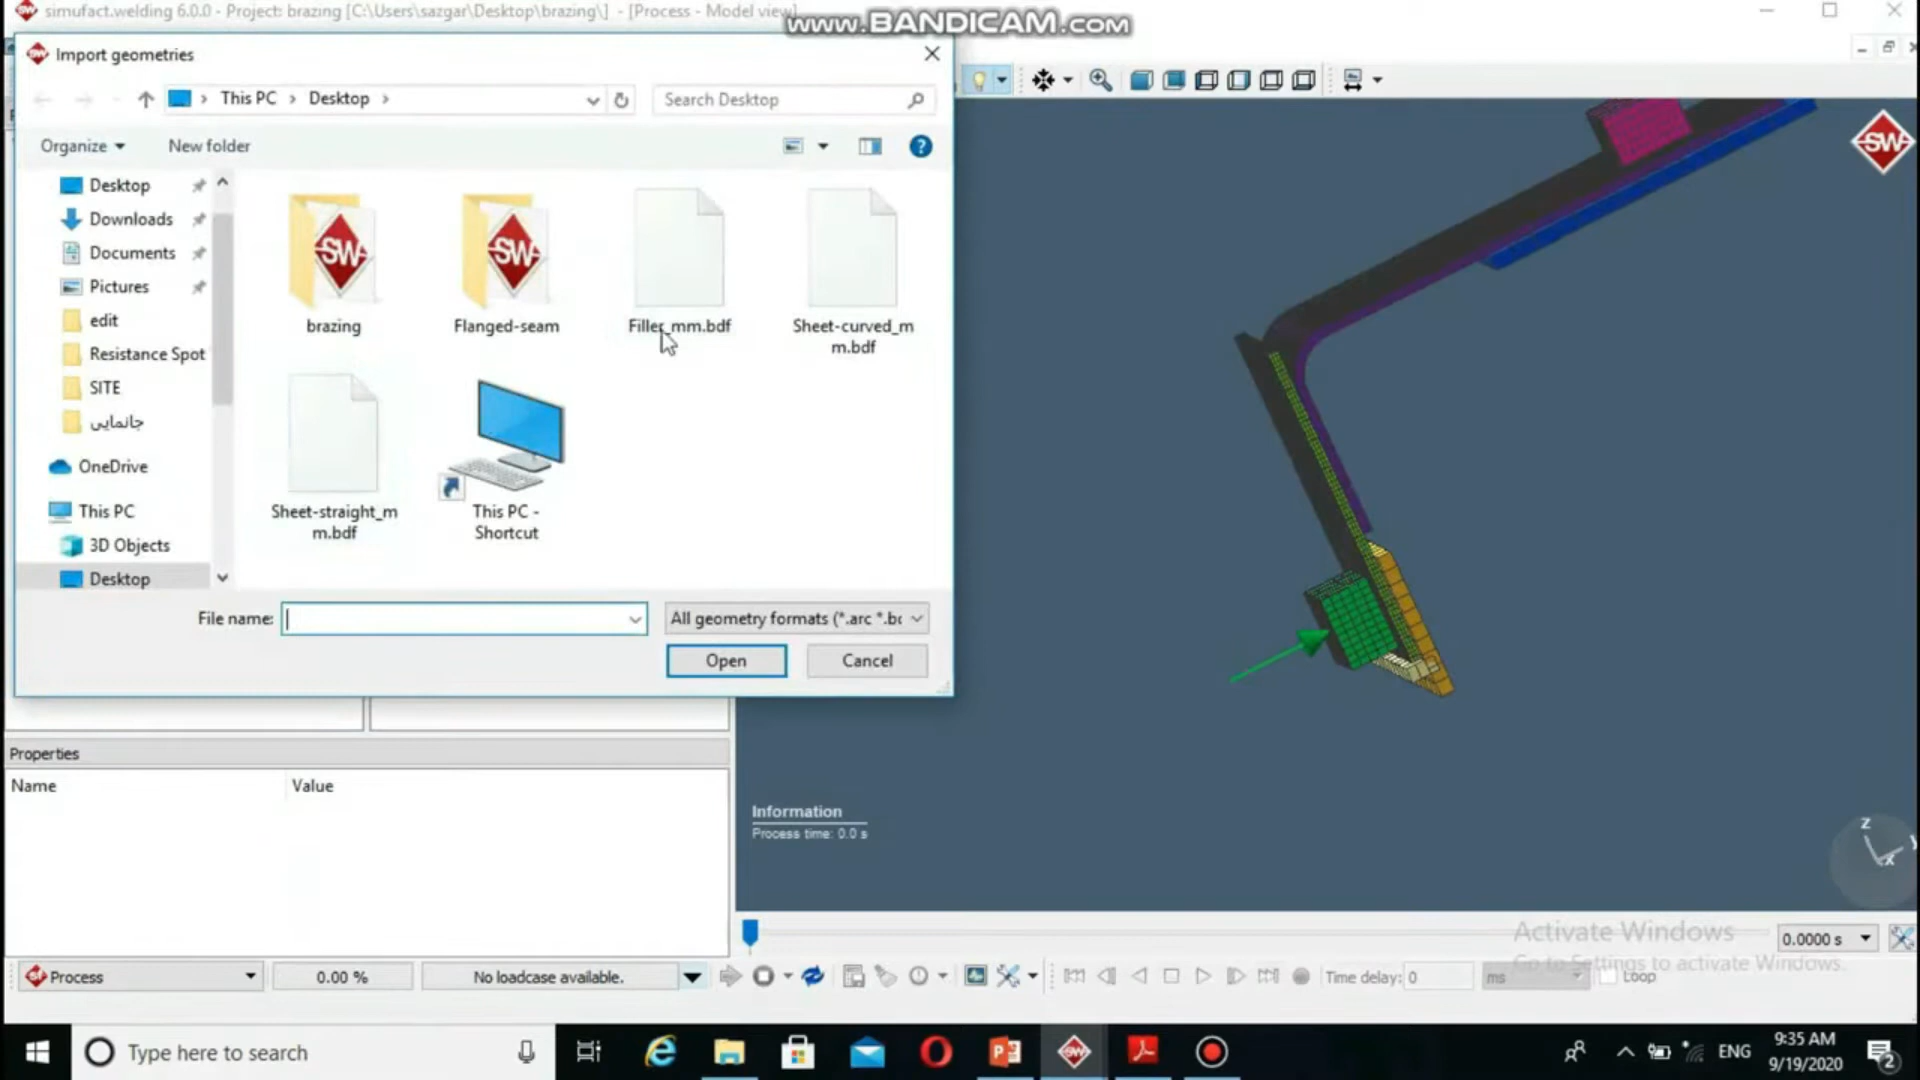 simufact.welding 6.0.0 - Project: brazing [C:\Users\sazgar\Desktop\brazing\] - [Process - Model view]
www.BANDICAM.com
Import geometries
This PC
Desktop
Search Desktop
Organize
New folder
Desktop
Downloads
Documents
Pictures
edit
Resistance Spot
SITE
جانمایی
OneDrive
This PC
3D Objects
Desktop
brazing
Flanged-seam
Filler_mm.bdf
Sheet-curved_m
m.bdf
Sheet-straight_m
m.bdf
This PC -
Shortcut
File name:
All geometry formats (*.arc *.bc
Open
Cancel
SW
Properties
Name
Value
Information
Process time: 0.0 s
Z
Y
X
Activate Windows
Go to Settings to activate Windows.
0.0000 s
Process
0.00 %
No loadcase available.
Time delay: 0
ms
Loop
Type here to search
ENG
9:35 AM
9/19/2020
2